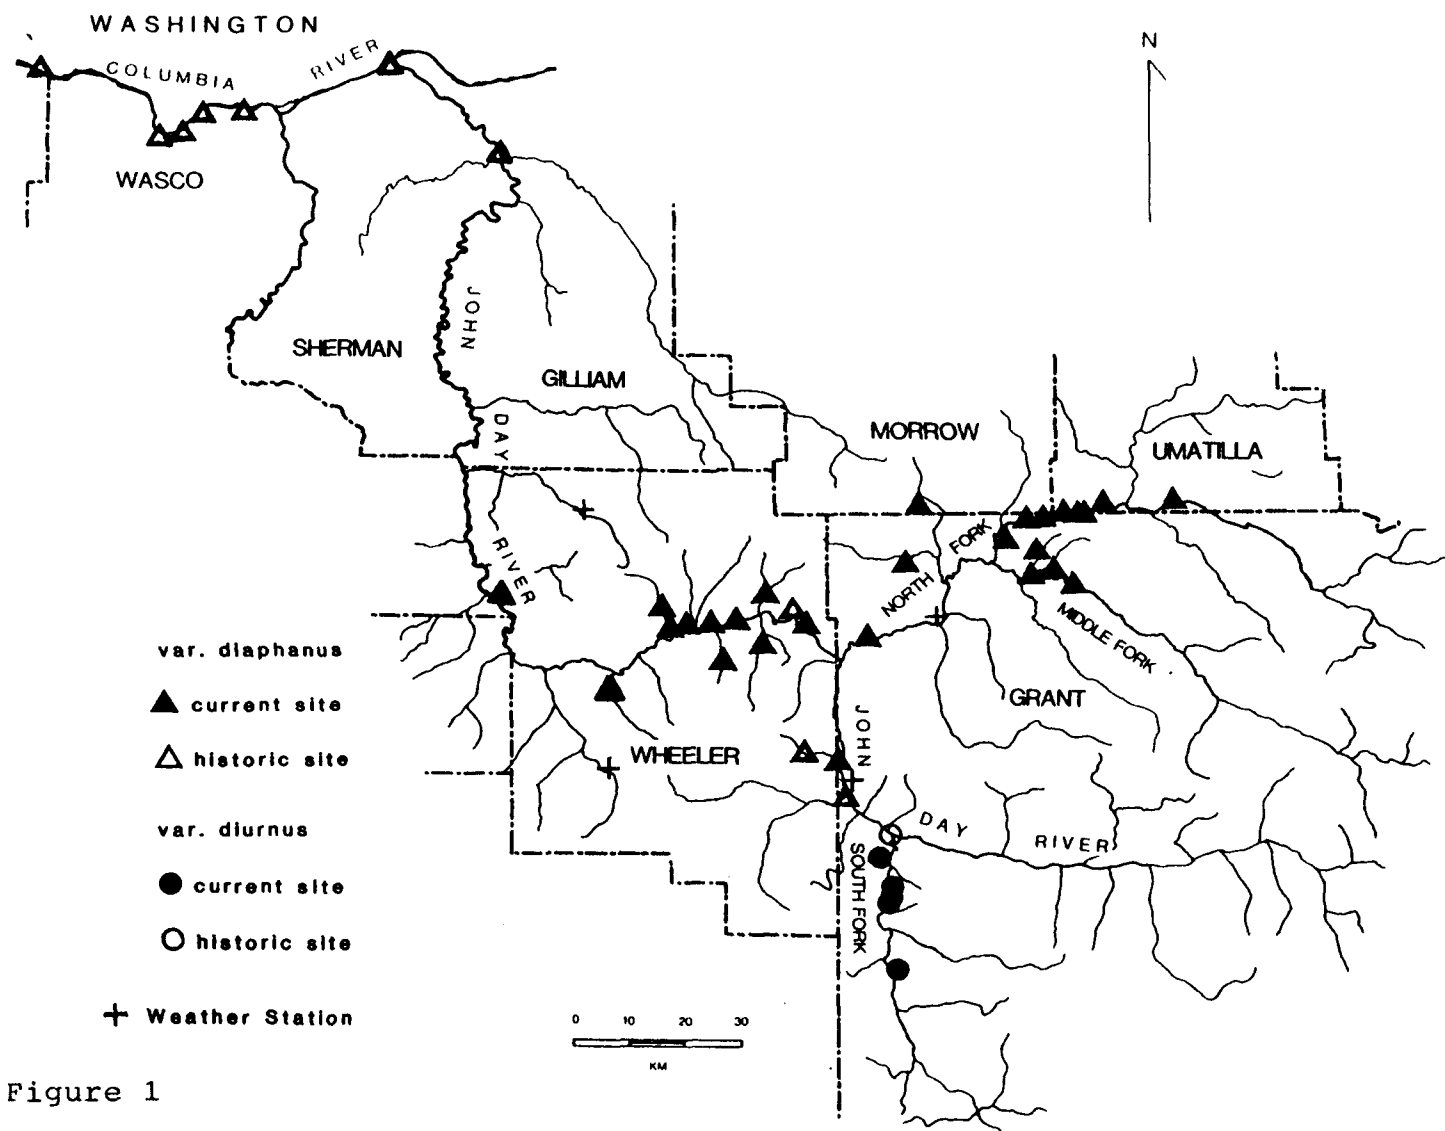 WASHINGTON
COLUMBIA RIVER
WASCO
N
SHERMAN
JOHN
DAY
RIVER
GILLIAM
MORROW
UMATILLA
NORTH FORK
MIDDLE FORK
GRANT
WHEELER
JOHN
DAY RIVER
SOUTH FORK
var. diaphanus
current site
historic site
var. diurnus
current site
historic site
Weather Station
0 10 20 30
KM
Figure 1